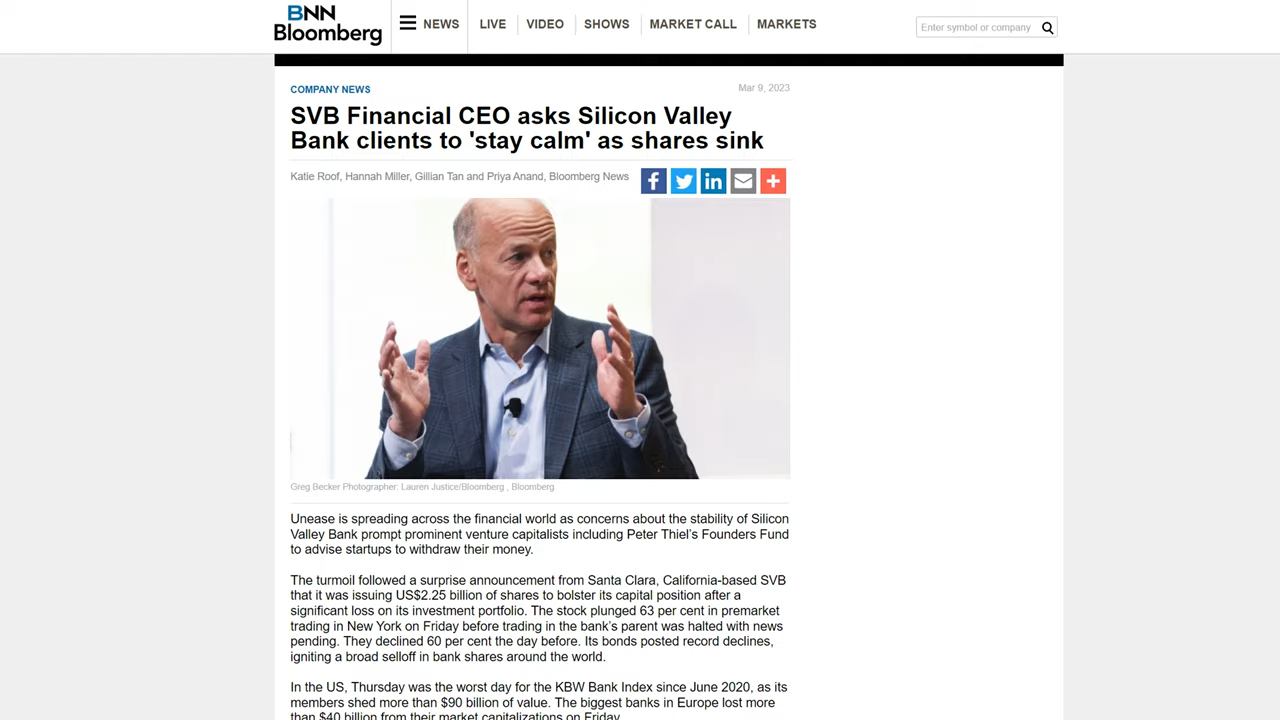 BNN
Bloomberg
NEWS
LIVE
VIDEO
SHOWS
MARKET CALL
MARKETS
Enter symbol or company
COMPANY NEWS
Mar 9, 2023
SVB Financial CEO asks Silicon Valley
Bank clients to 'stay calm' as shares sink
Katie Roof, Hannah Miller, Gillian Tan and Priya Anand, Bloomberg News
Greg Becker Photographer: Lauren Justice/Bloomberg , Bloomberg
Unease is spreading across the financial world as concerns about the stability of Silicon
Valley Bank prompt prominent venture capitalists including Peter Thiel's Founders Fund
to advise startups to withdraw their money.
The turmoil followed a surprise announcement from Santa Clara, California-based SVB
that it was issuing US$2.25 billion of shares to bolster its capital position after a
significant loss on its investment portfolio. The stock plunged 63 per cent in premarket
trading in New York on Friday before trading in the bank's parent was halted with news
pending. They declined 60 per cent the day before. Its bonds posted record declines,
igniting a broad selloff in bank shares around the world.
In the US, Thursday was the worst day for the KBW Bank Index since June 2020, as its
members shed more than $90 billion of value. The biggest banks in Europe lost more
than $40 billion from their market capitalizations on Friday.